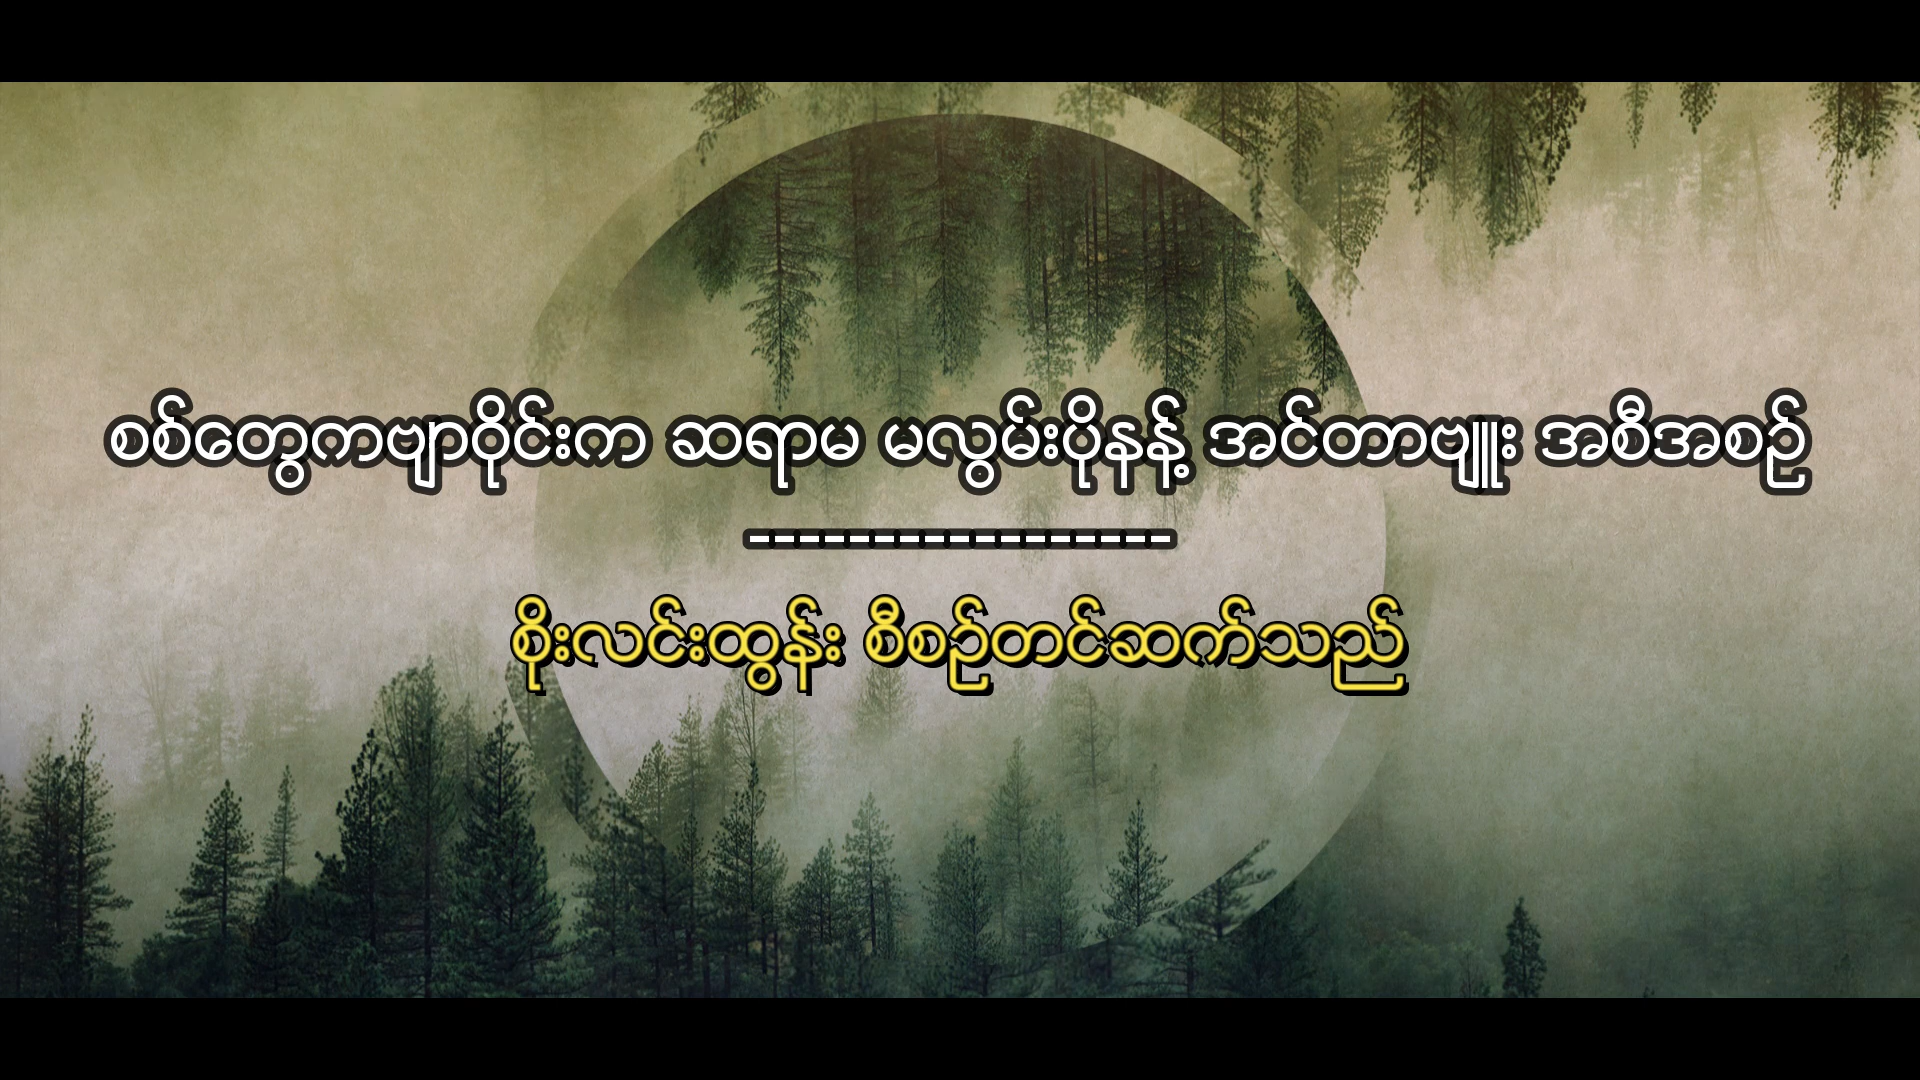 စစ်တွေကဗျာဝိုင်းက ဆရာမ မလွမ်းပိုနန့် အင်တာဗျူး အစီအစဉ်
-----------------
စိုးလင်းထွန်း စီစဉ်တင်ဆက်သည်